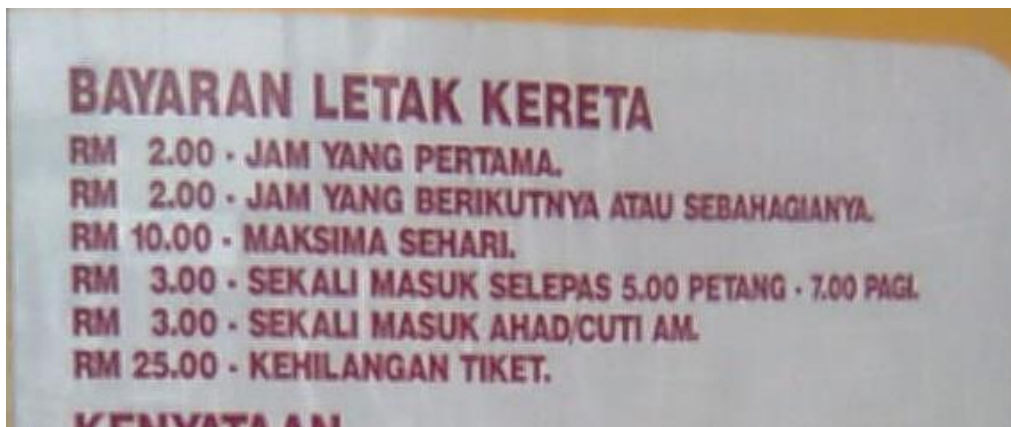 BAYARAN LETAK KERETA
RM 2.00 - JAM YANG PERTAMA.
RM 2.00 - JAM YANG BERIKUTNYA ATAU SEBAHAGIANYA.
RM 10.00 - MAKSIMA SEHARI.
RM 3.00 - SEKALI MASUK SELEPAS 5.00 PETANG - 7.00 PAGI.
RM 3.00 - SEKALI MASUK AHAD/CUTI AM.
RM 25.00 - KEHILANGAN TIKET.
KENYATAAN